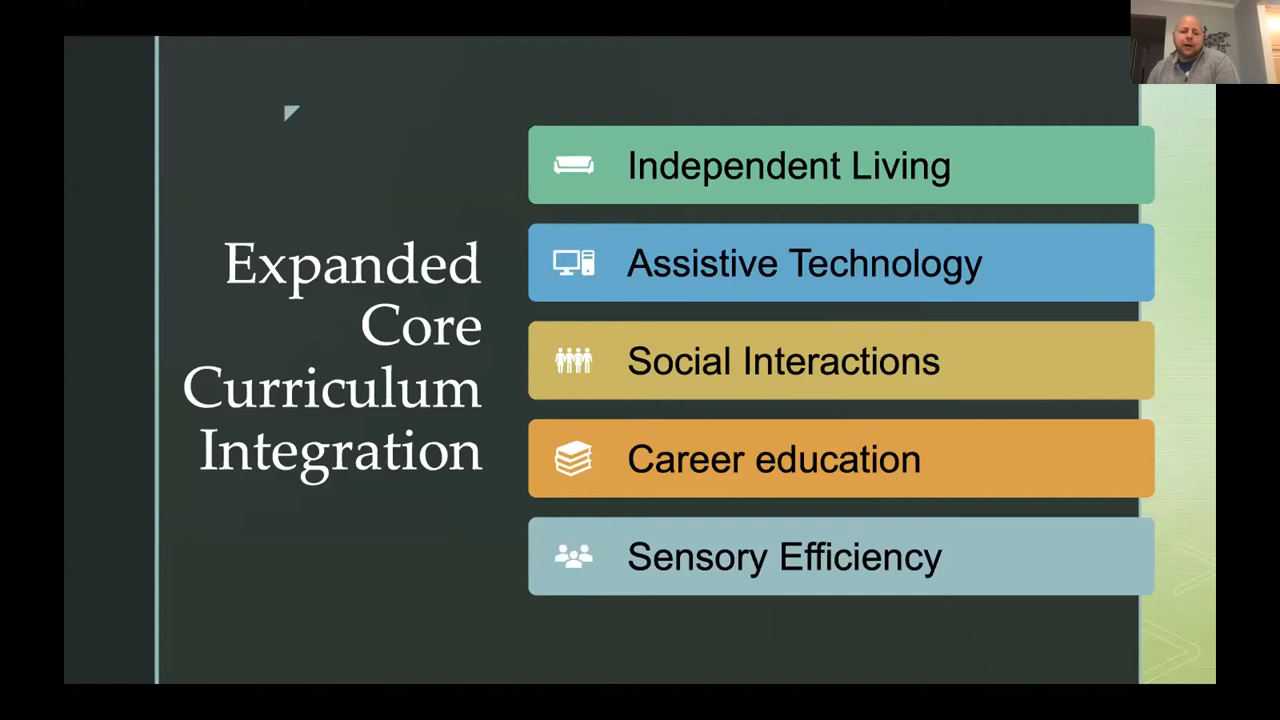 Expanded
Core
Curriculum
Integration
Independent Living
Assistive Technology
Social Interactions
Career education
Sensory Efficiency